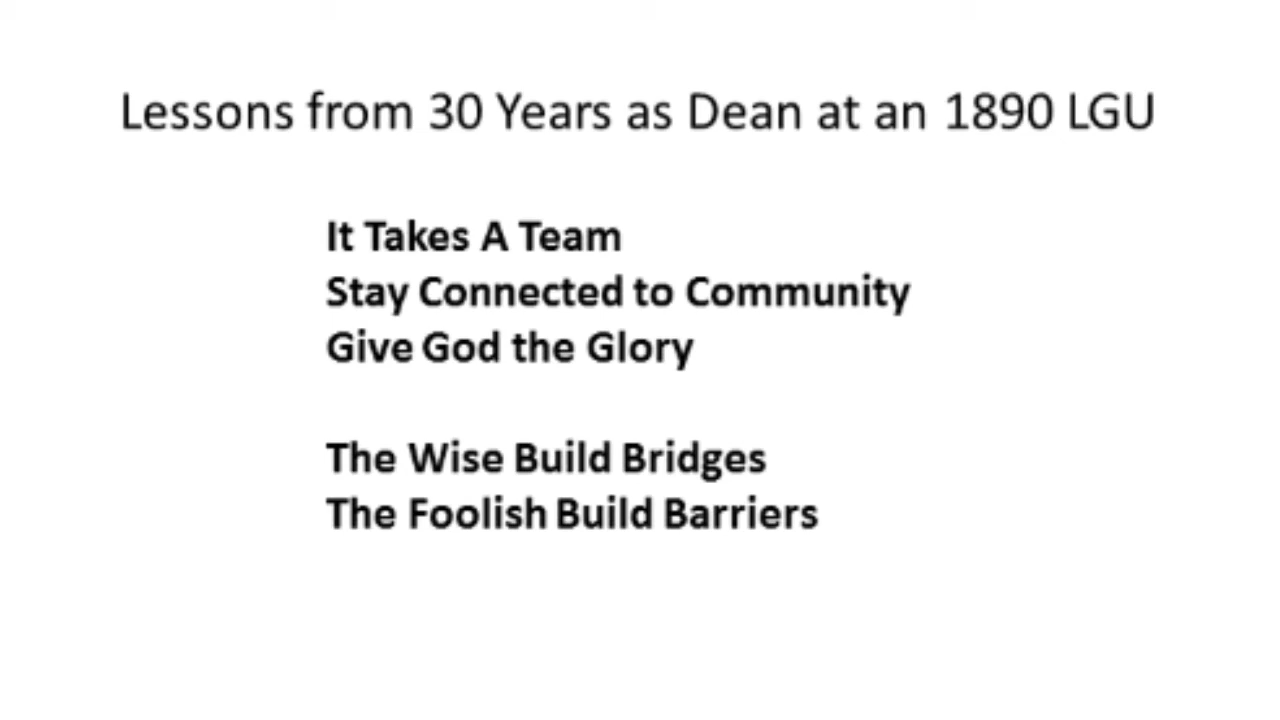 Lessons from 30 Years as Dean at an 1890 LGU
It Takes A Team
Stay Connected to Community
Give God the Glory
The Wise Build Bridges
The Foolish Build Barriers